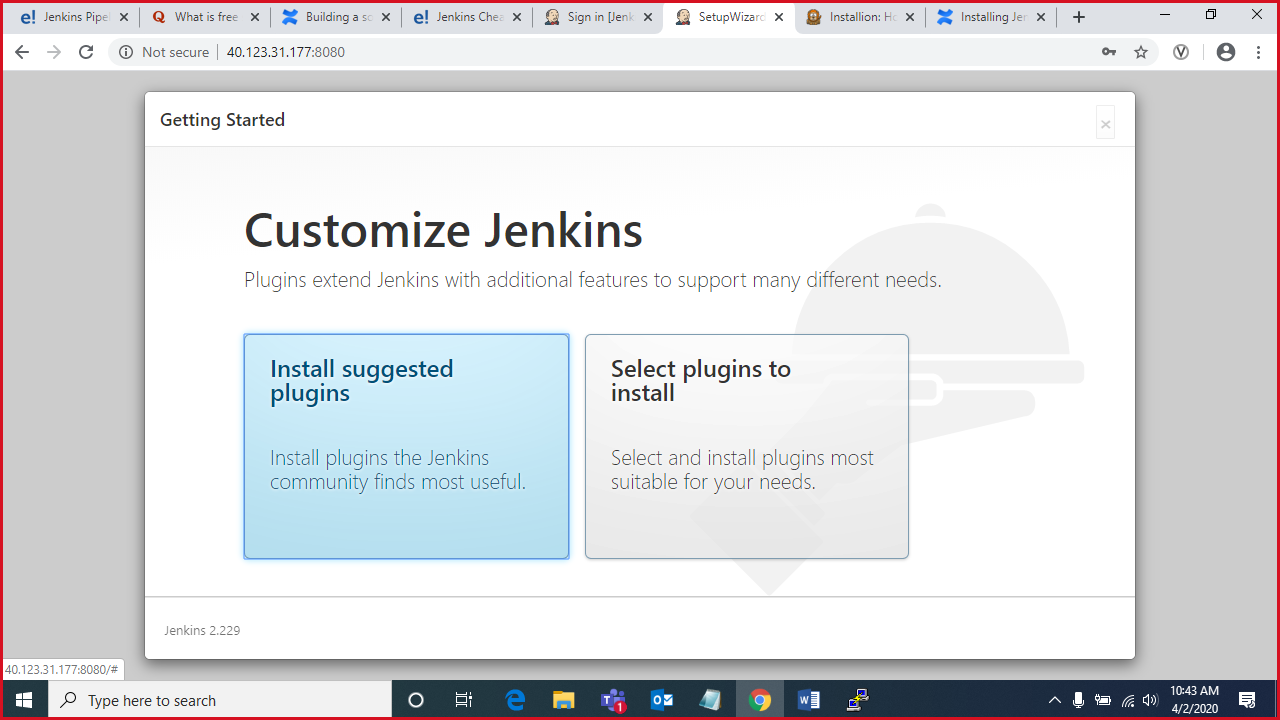 e! Jenkins Pipel
Q What is free
Building a so
e! Jenkins Chea
Sign in [Jenk
SetupWizard
Installion: Ho
Installing Jen
Not secure
40.123.31.177:8080
Getting Started
Customize Jenkins
Plugins extend Jenkins with additional features to support many different needs.
Install suggested
plugins
Install plugins the Jenkins
community finds most useful.
Select plugins to
install
Select and install plugins most
suitable for your needs.
Jenkins 2.229
40.123.31.177:8080/#
Type here to search
1
10:43 AM
4/2/2020